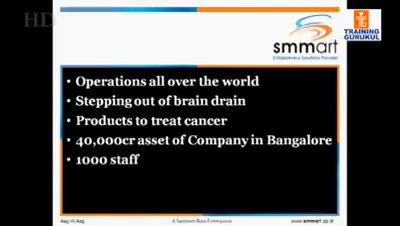 HD
TRAINING
GURUKUL
smmart
• Operations all over the world
• Stepping out of brain drain
• Products to treat cancer
• 40,000cr asset of Company in Bangalore
• 1000 staff